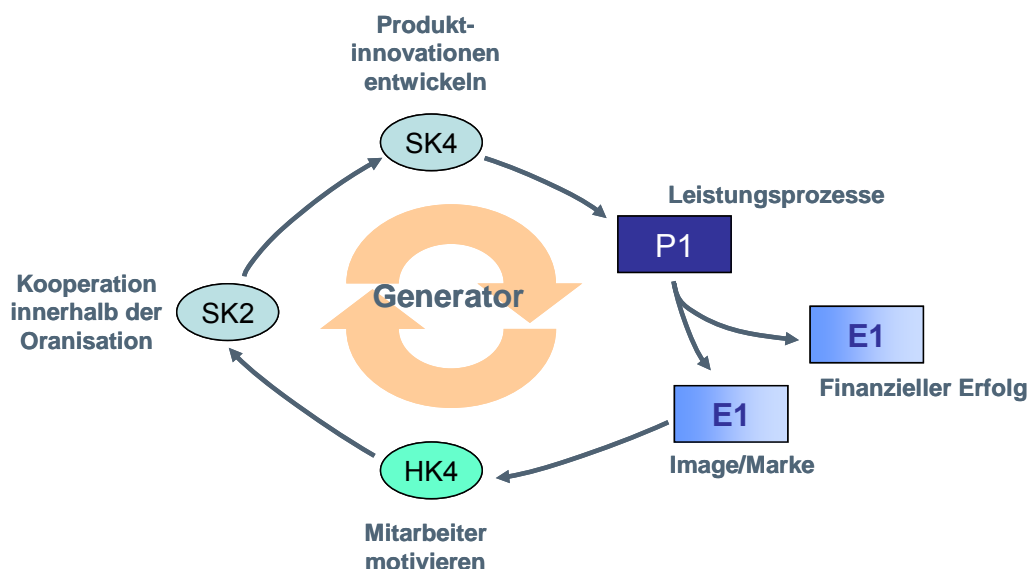 Produkt-
innovationen
entwickeln
SK4
Leistungsprozesse
P1
Kooperation
innerhalb der
Oranisation
SK2
Generator
E1
Finanzieller Erfolg
E1
Image/Marke
HK4
Mitarbeiter
motivieren